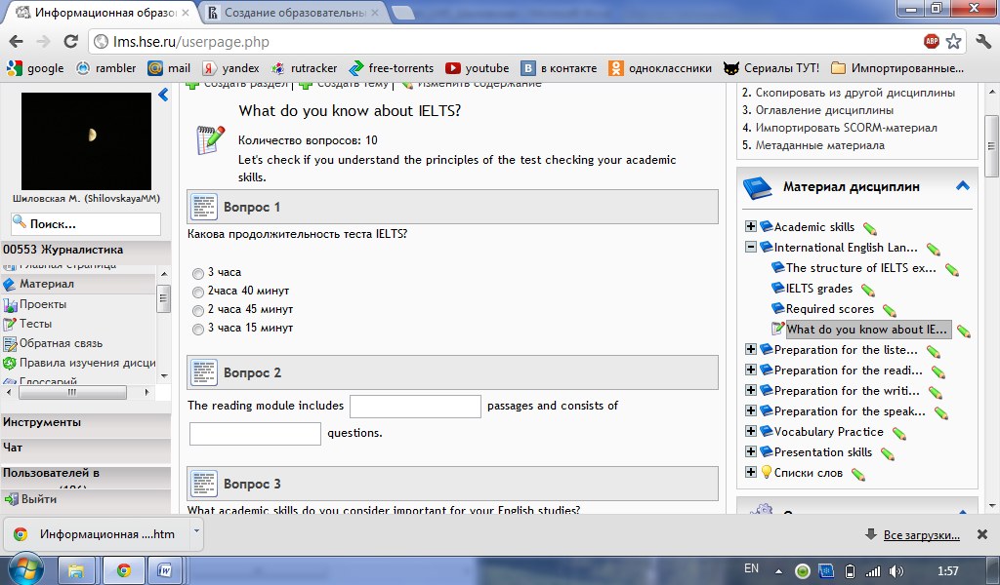 Информационная образо
Создание образовательны
lms.hse.ru/userpage.php
ABP
google rambler mail yandex rutracker free-torrents youtube в контакте одноклассники Сериалы ТУТ! Импортированные...
Шиловская М. (ShilovskayaMM)
Поиск...
00553 Журналистика
Главная страница
Материал
Проекты
Тесты
Обратная связь
Правила изучения дисци
Глоссарий
Инструменты
Чат
Пользователей в
Выйти
Создать раздел Создать тему Изменить содержание
What do you know about IELTS?
Количество вопросов: 10
Let's check if you understand the principles of the test checking your academic
skills.
Вопрос 1
Какова продолжительность теста IELTS?
3 часа
2часа 40 минут
2 часа 45 минут
3 часа 15 минут
Вопрос 2
The reading module includes passages and consists of
questions.
Вопрос 3
What academic skills do you consider important for your English studies?
2. Скопировать из другой дисциплины
3. Оглавление дисциплины
4. Импортировать SCORM-материал
5. Метаданные материала
Материал дисциплин
Academic skills
International English Lan...
The structure of IELTS ex...
IELTS grades
Required scores
What do you know about IE...
Preparation for the liste...
Preparation for the readi...
Preparation for the writi...
Preparation for the speak...
Vocabulary Practice
Presentation skills
Списки слов
Информационная ....htm
Все загрузки...
EN
1:57